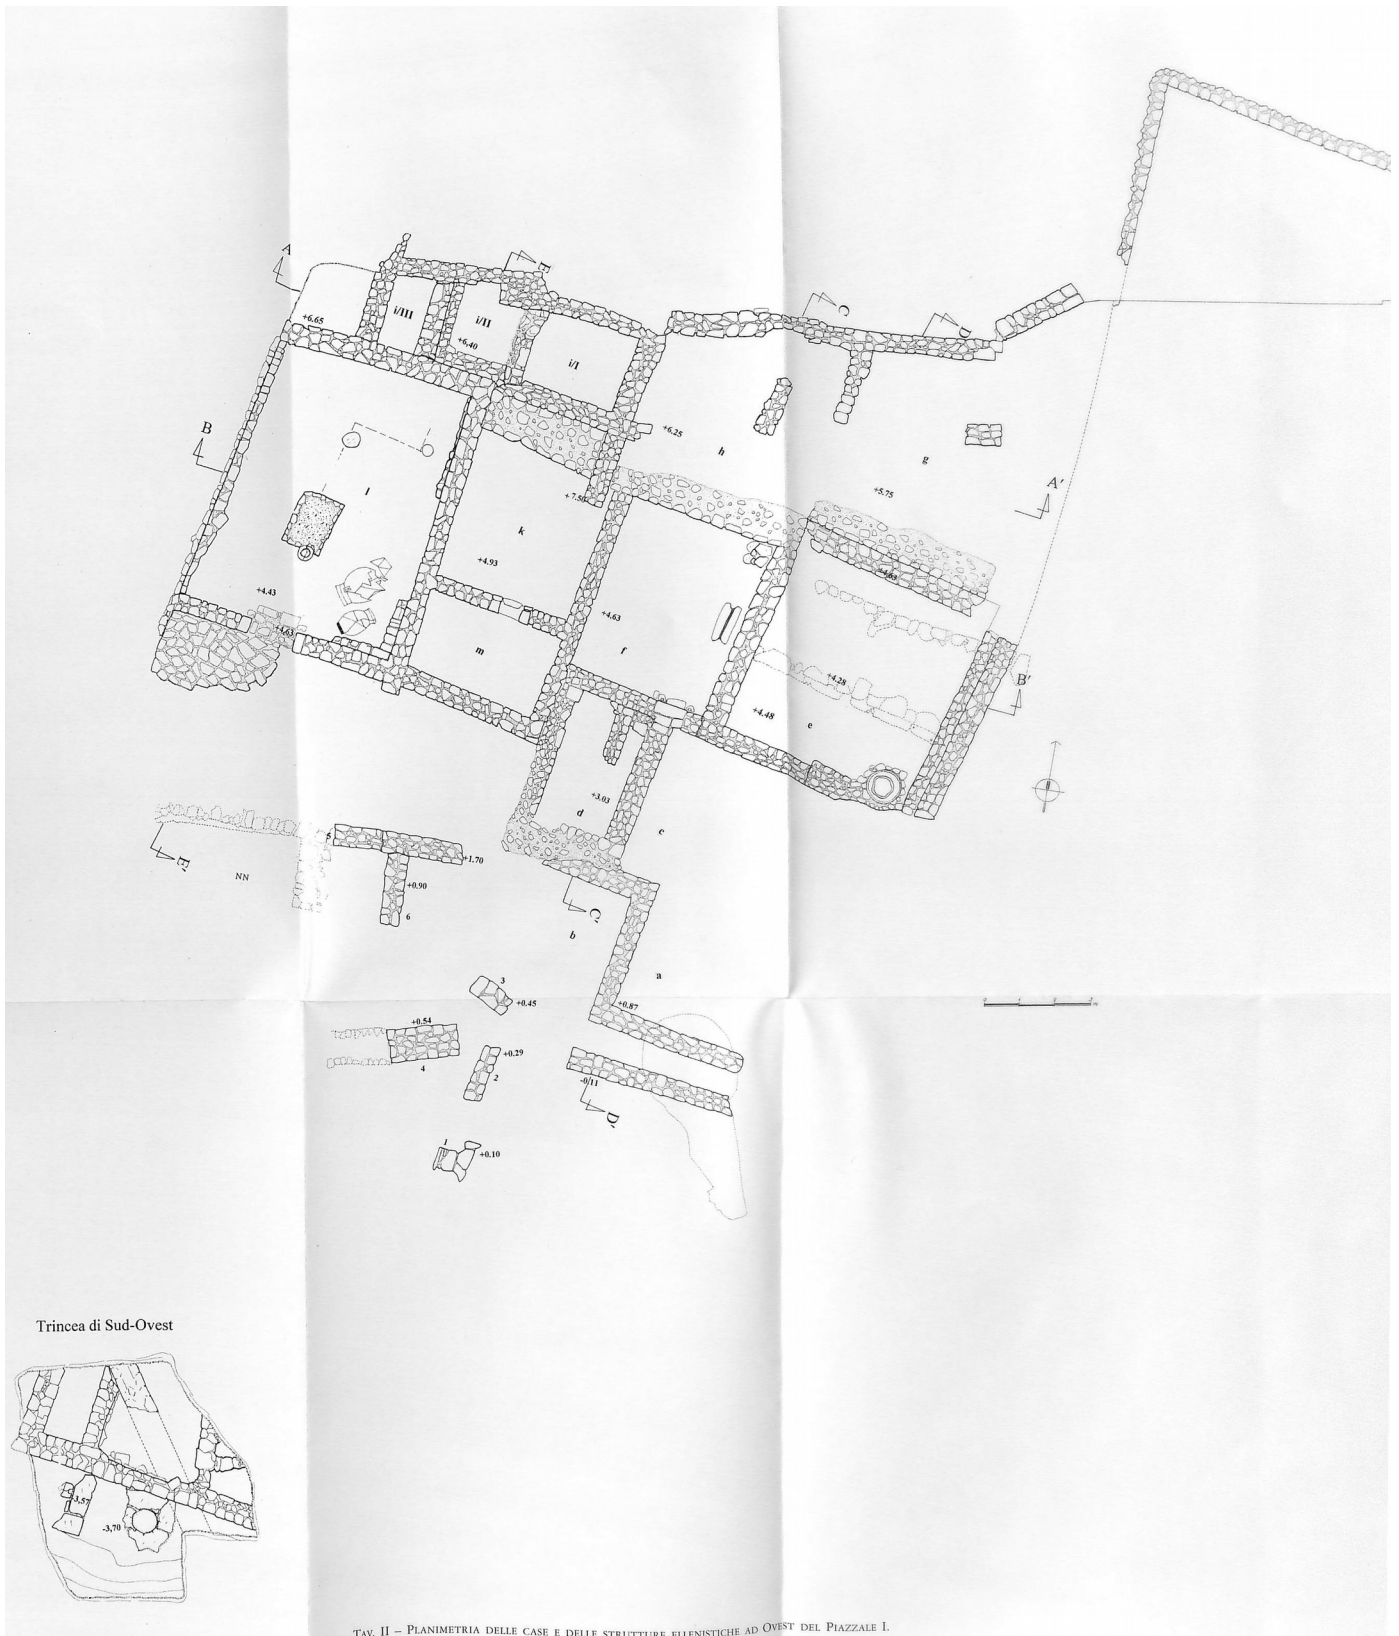 A
E
i/III
i/II
+6.65
+6,40
C
D
i/I
+6.25
h
g
B
l
+7.50
+5.75
A'
k
+4.93
+4,63
+4.43
+4,63
+4.63
m
f
+4.28
B'
+4.48
e
+3.03
d
c
5
+1.70
E'
NN
+0.90
6
C'
b
a
3
+0.45
+0.87
+0.54
4
+0.29
2
-0/11
D'
1
+0.10
Trincea di Sud-Ovest
-3,57
-3,70
TAV. II – PLANIMETRIA DELLE CASE E DELLE STRUTTURE ELLENISTICHE AD OVEST DEL PIAZZALE I.